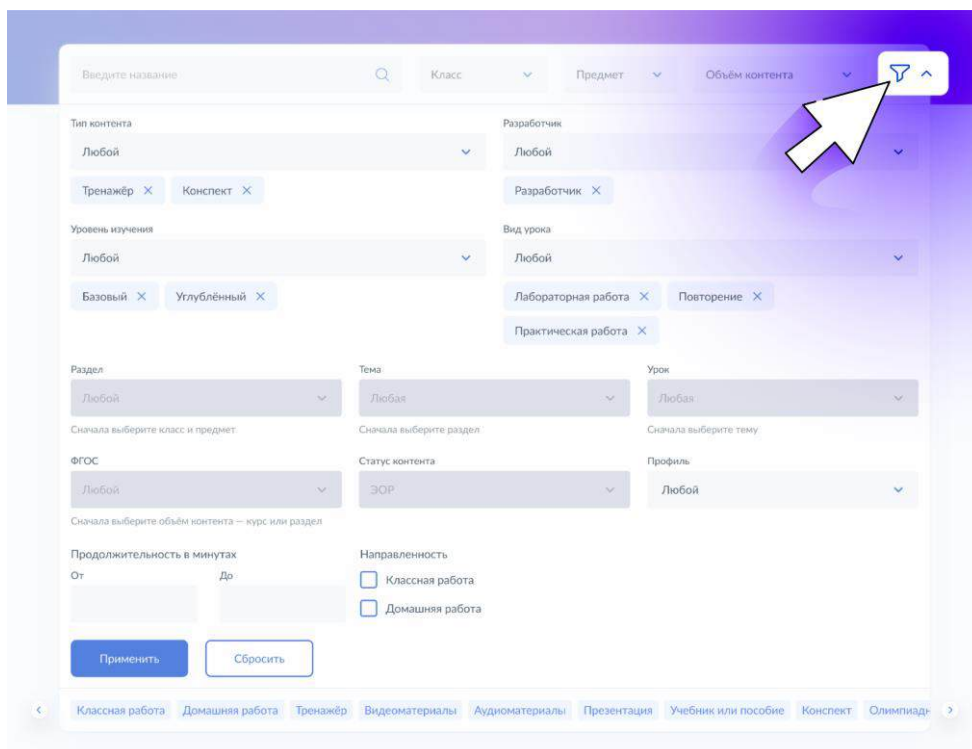 Введите название Класс Предмет Объём контента
Тип контента Разработчик
Любой Любой
Тренажёр Конспект Разработчик
Уровень изучения Вид урока
Любой Любой
Базовый Углублённый Лабораторная работа Повторение
Практическая работа
Раздел Тема Урок
Любой Любая Любая
Сначала выберите класс и предмет Сначала выберите раздел Сначала выберите тему
ФГОС Статус контента Профиль
Любой ЭОР Любой
Сначала выберите объём контента — курс или раздел
Продолжительность в минутах Направленность
От До Классная работа
Домашняя работа
Применить Сбросить
Классная работа Домашняя работа Тренажёр Видеоматериалы Аудиоматериалы Презентация Учебник или пособие Конспект